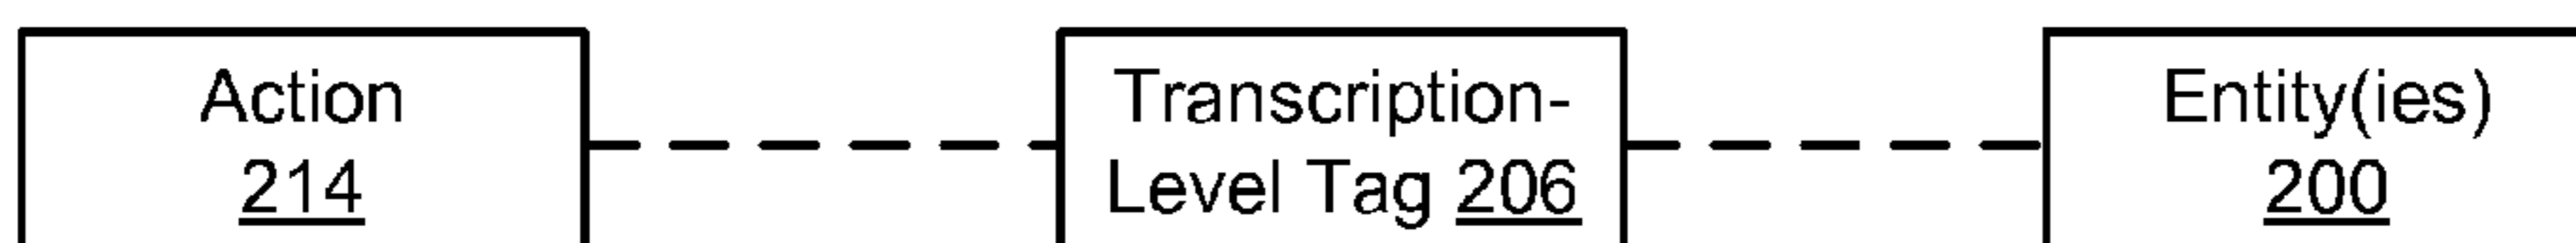 Action
214
Transcription-
Level Tag 206
Entity(ies)
200